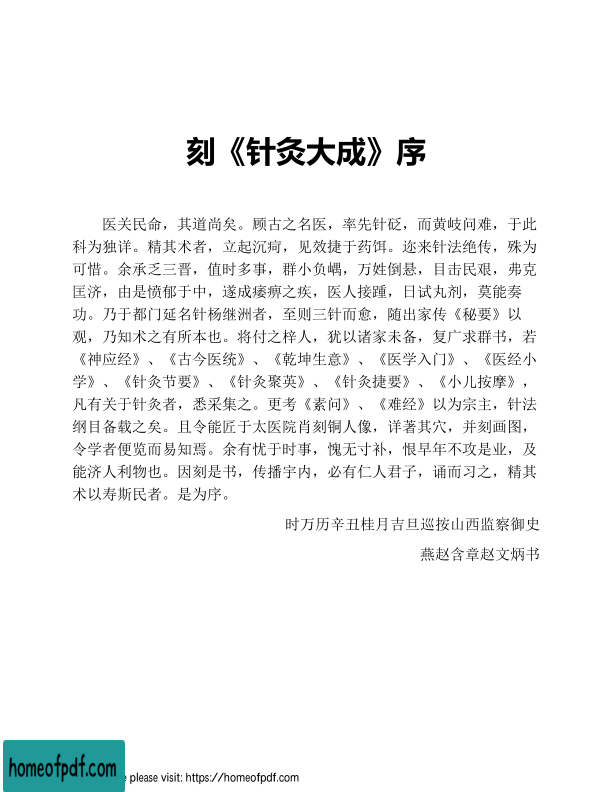 刻《针灸大成》序
医关民命，其道尚矣。顾古之名医，率先针砭，而黄岐问难，于此
科为独详。精其术者，立起沉疴，见效捷于药饵。迩来针法绝传，殊为
可惜。余承乏三晋，值时多事，群小负嵎，万姓倒悬，目击民艰，弗克
匡济，由是愤郁于中，遂成痿痹之疾，医人接踵，日试丸剂，莫能奏
功。乃于都门延名针杨继洲者，至则三针而愈，随出家传《秘要》以
观，乃知术之有所本也。将付之梓人，犹以诸家未备，复广求群书，若
《神应经》、《古今医统》、《乾坤生意》、《医学入门》、《医经小
学》、《针灸节要》、《针灸聚英》、《针灸捷要》、《小儿按摩》，
凡有关于针灸者，悉采集之。更考《素问》、《难经》以为宗主，针法
纲目备载之矣。且令能匠于太医院肖刻铜人像，详著其穴，并刻画图，
令学者便览而易知焉。余有忧于时事，愧无寸补，恨早年不攻是业，及
能济人利物也。因刻是书，传播宇内，必有仁人君子，诵而习之，精其
术以寿斯民者。是为序。
时万历辛丑桂月吉旦巡按山西监察御史
燕赵含章赵文炳书
homeofpdf.com
e please visit: https://homeofpdf.com